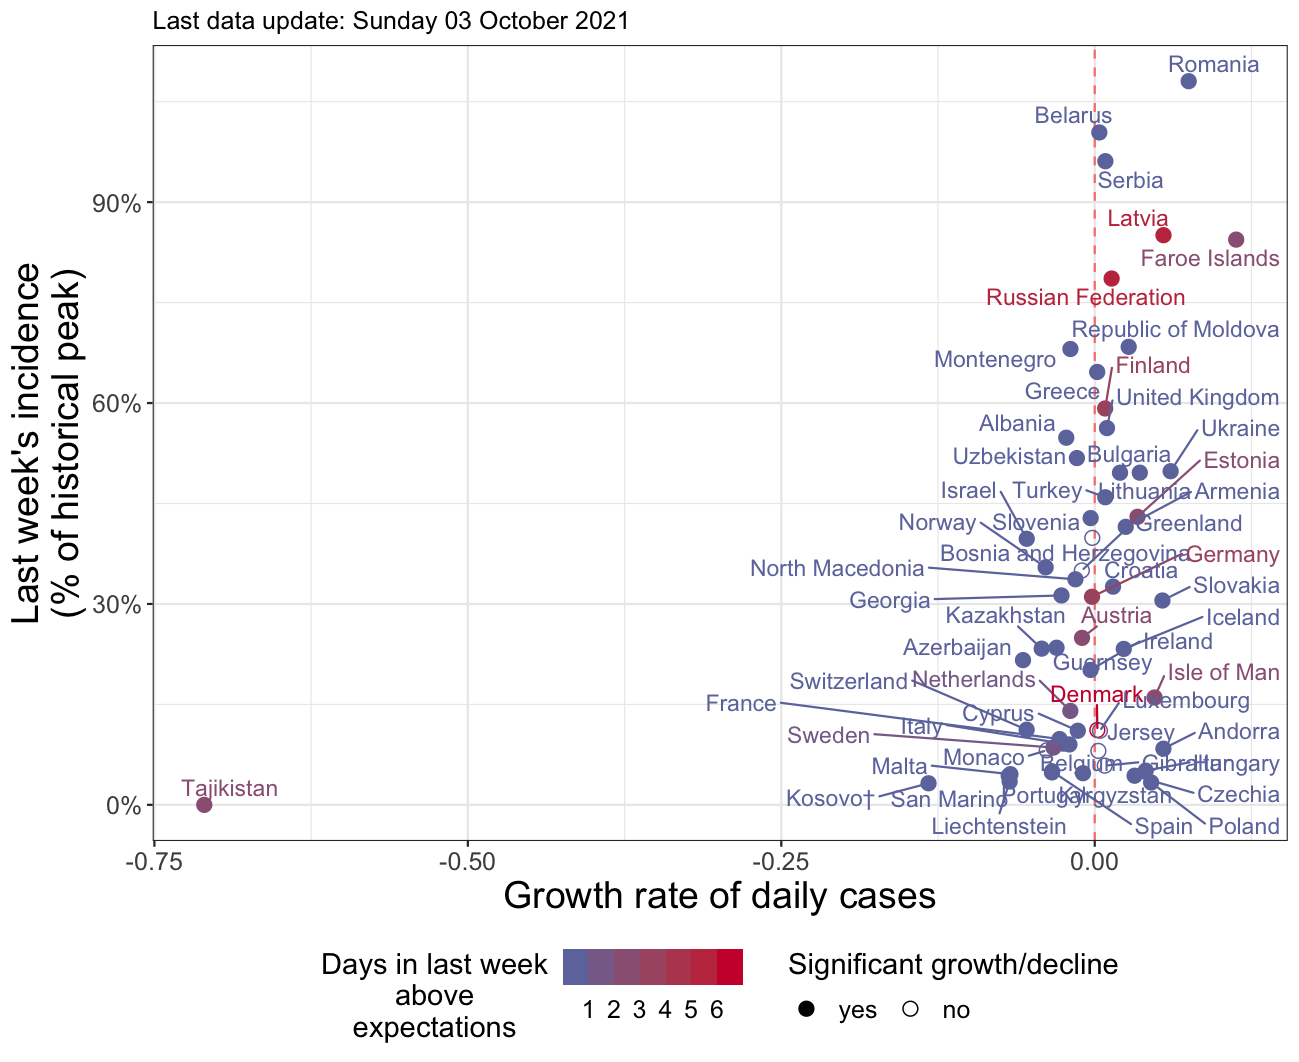 Last data update: Sunday 03 October 2021
Romania
Belarus
Serbia
90%
Latvia
Faroe Islands
Russian Federation
Republic of Moldova
Montenegro
Finland
Greece
United Kingdom
60%
Albania
Ukraine
Uzbekistan
Bulgaria
Estonia
Israel
Turkey
Lithuania
Armenia
Norway
Slovenia
Greenland
Bosnia and Herzegovina
Germany
North Macedonia
Croatia
Slovakia
Georgia
30%
Kazakhstan
Austria
Iceland
Azerbaijan
Ireland
Guernsey
Isle of Man
Switzerland
Netherlands
Denmark
France
Luxembourg
Cyprus
Italy
Jersey
Andorra
Sweden
Monaco
Belgium
Gibraltar
Hungary
Malta
Tajikistan
Kosovo†
San Marino
Portugal
Kyrgyzstan
Czechia
0%
Liechtenstein
Spain
Poland
-0.75
-0.50
-0.25
0.00
Last week's incidence
(% of historical peak)
Growth rate of daily cases
Days in last week
above
expectations
1 2 3 4 5 6
Significant growth/decline
yes
no